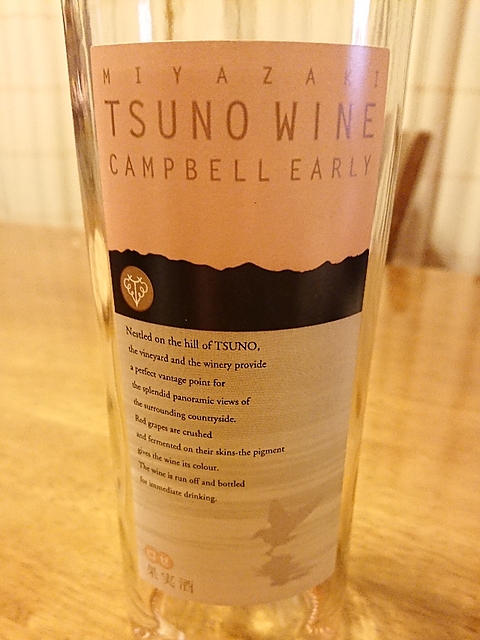 MIYAZAKI
TSUNO WINE
CAMPBELL EARLY
Nestled on the hill of TSUNO,
the vineyard and the winery provide
a perfect vantage point for
the splendid panoramic views of
the surrounding countryside.
Red grapes are crushed
and fermented on their skins-the pigment
gives the wine its colour.
The wine is run off and bottled
for immediate drinking.
ロゼ
果実酒